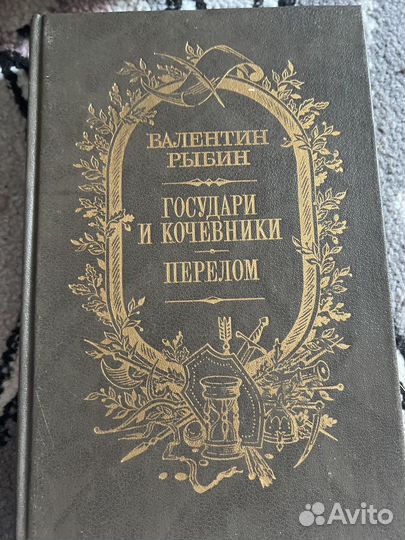 ВАЛЕНТИН
РЫБИН
ГОСУДАРИ
И КОЧЕВНИКИ
ПЕРЕЛОМ
Avito